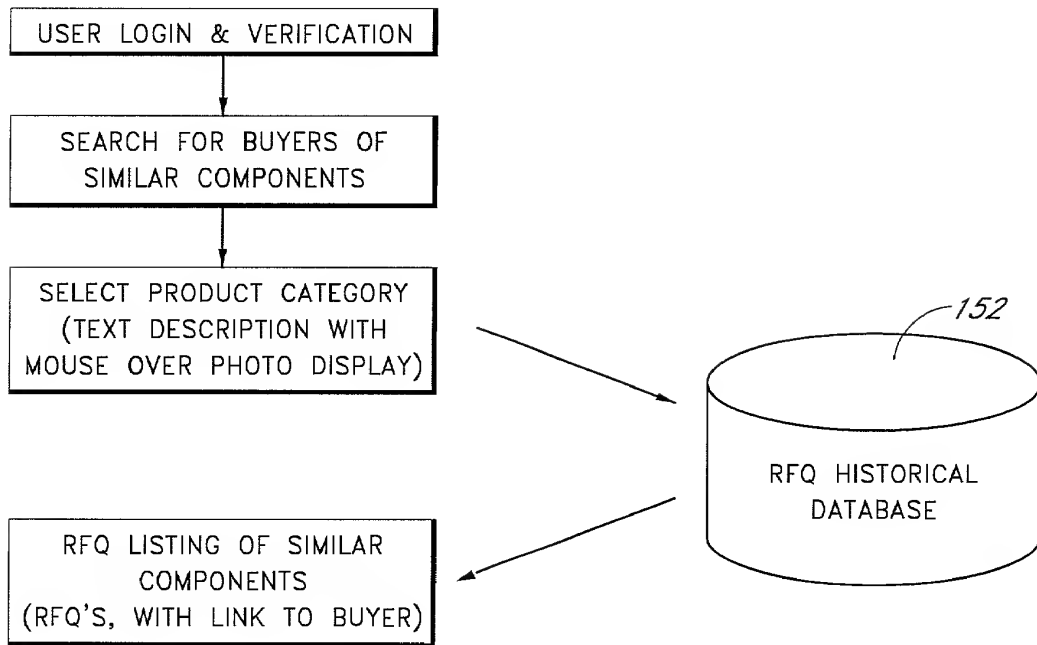 USER LOGIN & VERIFICATION
SEARCH FOR BUYERS OF
SIMILAR COMPONENTS
SELECT PRODUCT CATEGORY
(TEXT DESCRIPTION WITH
MOUSE OVER PHOTO DISPLAY)
152
RFQ HISTORICAL
DATABASE
RFQ LISTING OF SIMILAR
COMPONENTS
(RFQ'S, WITH LINK TO BUYER)